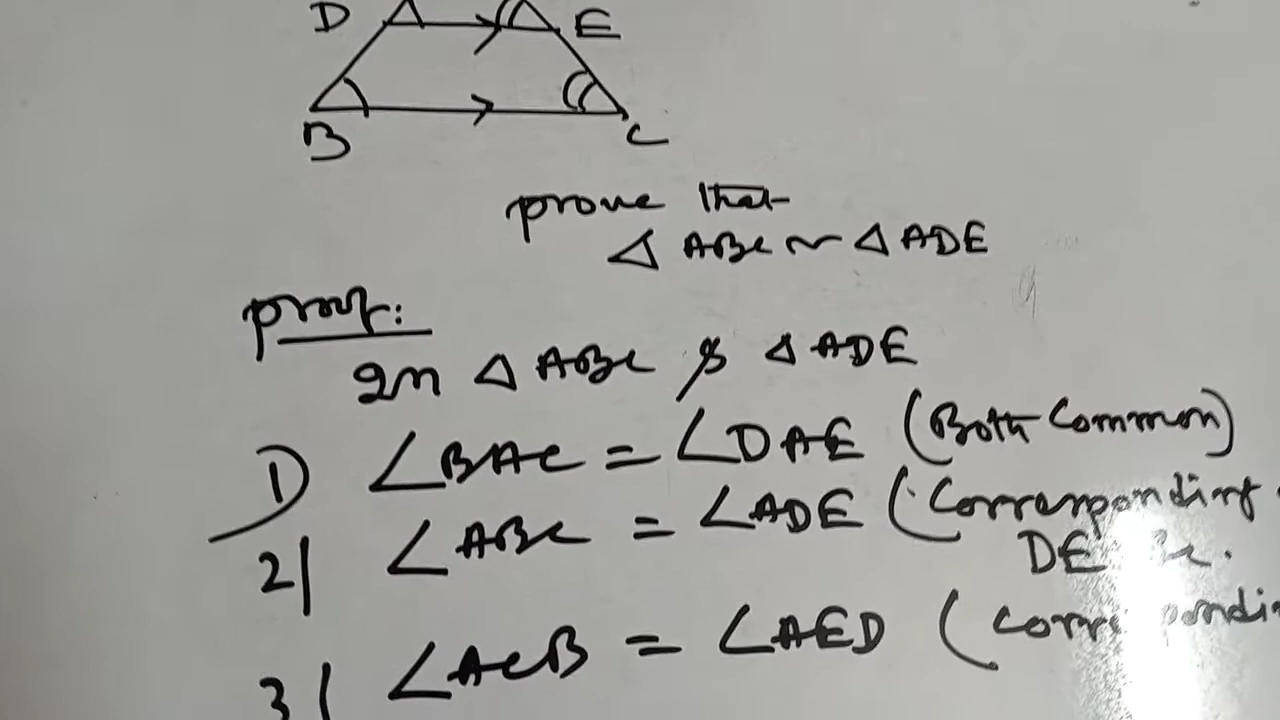 D E
B C
prove that
△ ABC ~ △ ADE
proof:
In △ ABC & △ ADE
1) ∠BAC = ∠DAE (Both Common)
2) ∠ABC = ∠ADE (Corresponding
DE
3) ∠ACB = ∠AED (